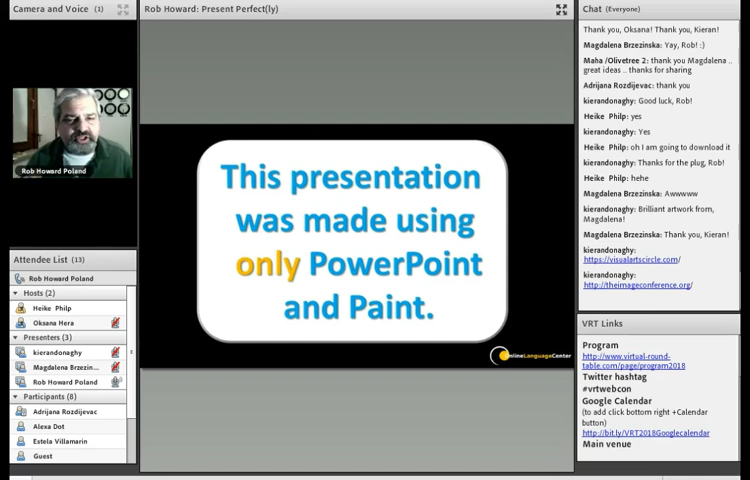 Camera and Voice (1)
Rob Howard Poland
Attendee List (13)
Rob Howard Poland
Hosts (2)
Heike Philp
Oksana Hera
Presenters (3)
kierandonaghy
Magdalena Brzezin...
Rob Howard Poland
Participants (8)
Adrijana Rozdijevac
Alexa Dot
Estela Villamarin
Guest
Rob Howard: Present Perfect(ly)
This presentation
was made using
only PowerPoint
and Paint.
OnlineLanguageCenter
Chat (Everyone)
Thank you, Oksana! Thank you, Kieran!
Magdalena Brzezinska: Yay, Rob! :)
Maha /Olivetree 2: thank you Magdalena ..
great ideas .. thanks for sharing
Adrijana Rozdijevac: thank you
kierandonaghy: Good luck, Rob!
Heike Philp: yes
kierandonaghy: Yes
Heike Philp: oh I am going to download it
kierandonaghy: Thanks for the plug, Rob!
Heike Philp: hehe
Magdalena Brzezinska: Awwwww
kierandonaghy: Brilliant artwork from,
Magdalena!
Magdalena Brzezinska: Thank you, Kieran!
kierandonaghy:
https://visualartscircle.com/
kierandonaghy:
http://theimageconference.org/
VRT Links
Program
http://www.virtual-round-
table.com/page/program2018
Twitter hashtag
#vrtwebcon
Google Calendar
(to add click bottom right +Calendar
button)
http://bit.ly/VRT2018Googlecalendar
Main venue